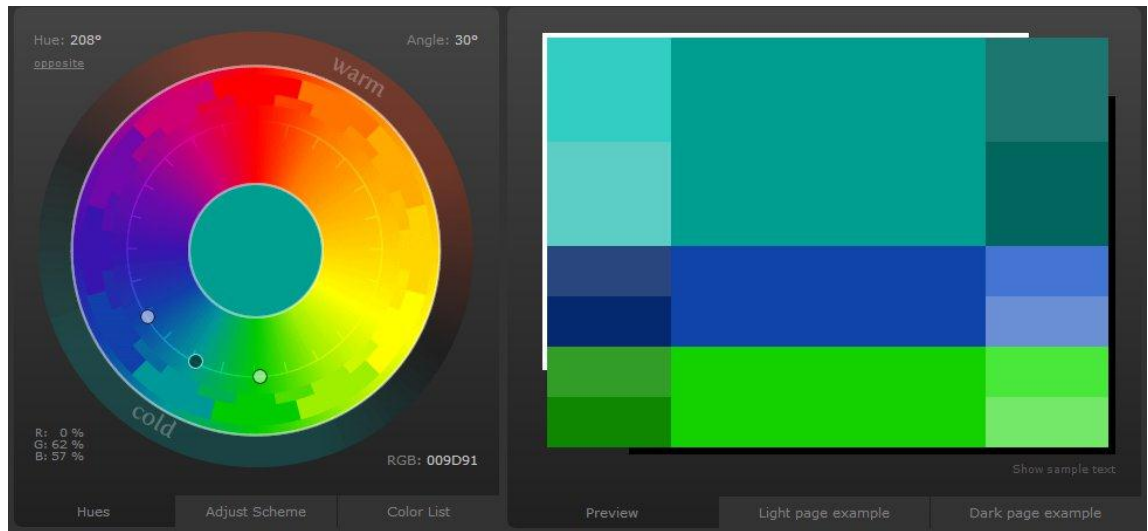 Hue: 208°
Angle: 30°
opposite
warm
cold
R: 0 %
G: 62 %
B: 57 %
RGB: 009D91
Show sample text
Hues
Adjust Scheme
Color List
Preview
Light page example
Dark page example